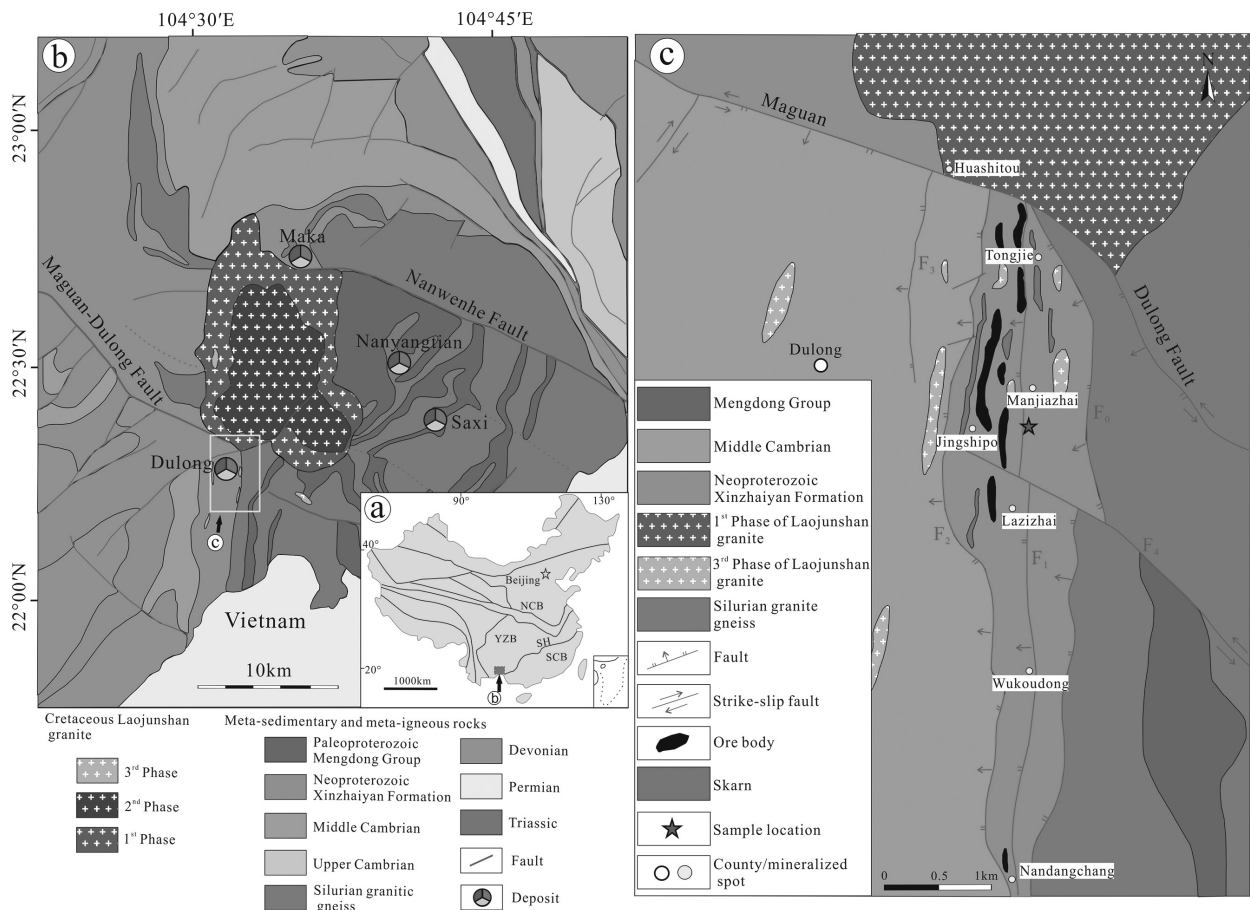 104°30′E
104°45′E
b
23°00′N
22°30′N
22°00′N
Maka
Maguan-Dulong Fault
Nanwenhe Fault
Nanyangtian
Saxi
Dulong
c
Vietnam
10km
a
90°
130°
40°
20°
Beijing
NCB
YZB
SH
SCB
1000km
b
Cretaceous Laojunshan
granite
3rd Phase
2nd Phase
1st Phase
Meta-sedimentary and meta-igneous rocks
Paleoproterozoic
Mengdong Group
Neoproterozoic
Xinzhaiyan Formation
Middle Cambrian
Upper Cambrian
Silurian granitic
gneiss
Devonian
Permian
Triassic
Fault
Deposit
c
N
Maguan
Huashitou
Tongjie
F3
Dulong Fault
Dulong
Manjiazhai
F0
Jingshipo
Lazizhai
F2
F1
F4
Wukoudong
Nandangchang
Mengdong Group
Middle Cambrian
Neoproterozoic
Xinzhaiyan Formation
1st Phase of Laojunshan
granite
3rd Phase of Laojunshan
granite
Silurian granite
gneiss
Fault
Strike-slip fault
Ore body
Skarn
Sample location
County/mineralized
spot
0 0.5 1km